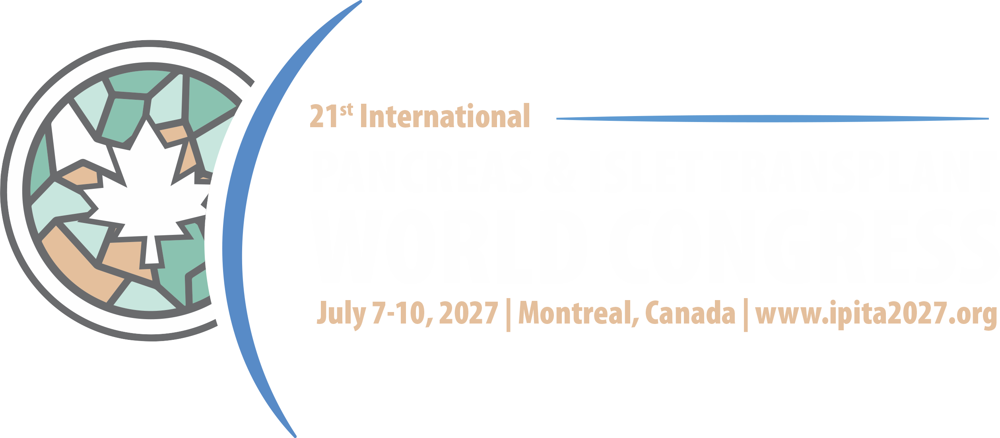 21st International
PANCREAS & ISLET TRANSPLANT
WORLD CONGRESS
July 7-10, 2027 | Montreal, Canada | www.ipita2027.org